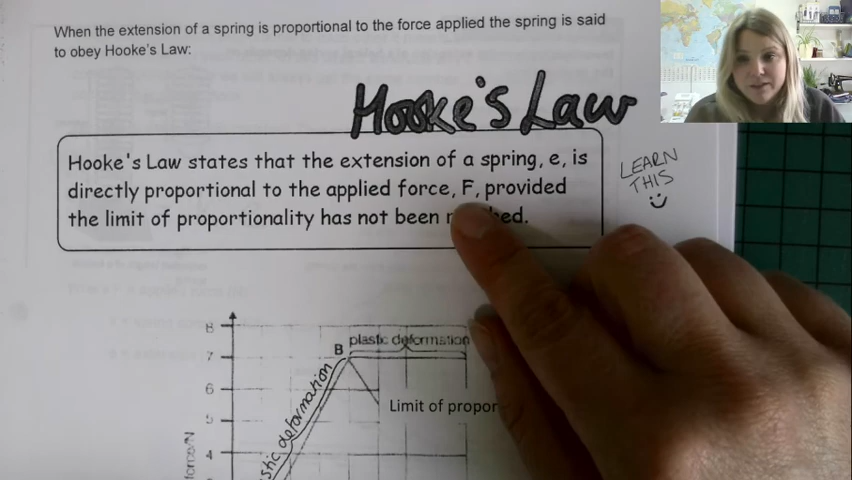 When the extension of a spring is proportional to the force applied the spring is said
to obey Hooke's Law:
Hooke's Law
Hooke's Law states that the extension of a spring, e, is
directly proportional to the applied force, F, provided
the limit of proportionality has not been
LEARN
THIS
8
B plastic deformation
7
6
Limit of
5
deformation
4
force/N